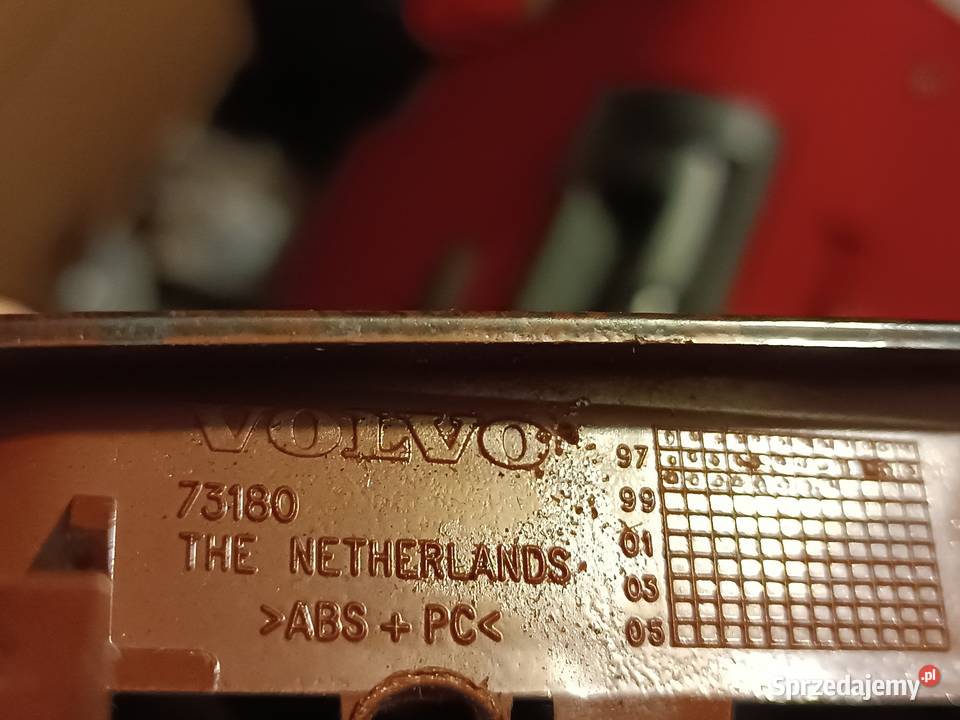 VOLVO
73180
THE NETHERLANDS
>ABS + PC<
97
99
01
03
05
Sprzedajemy.pl